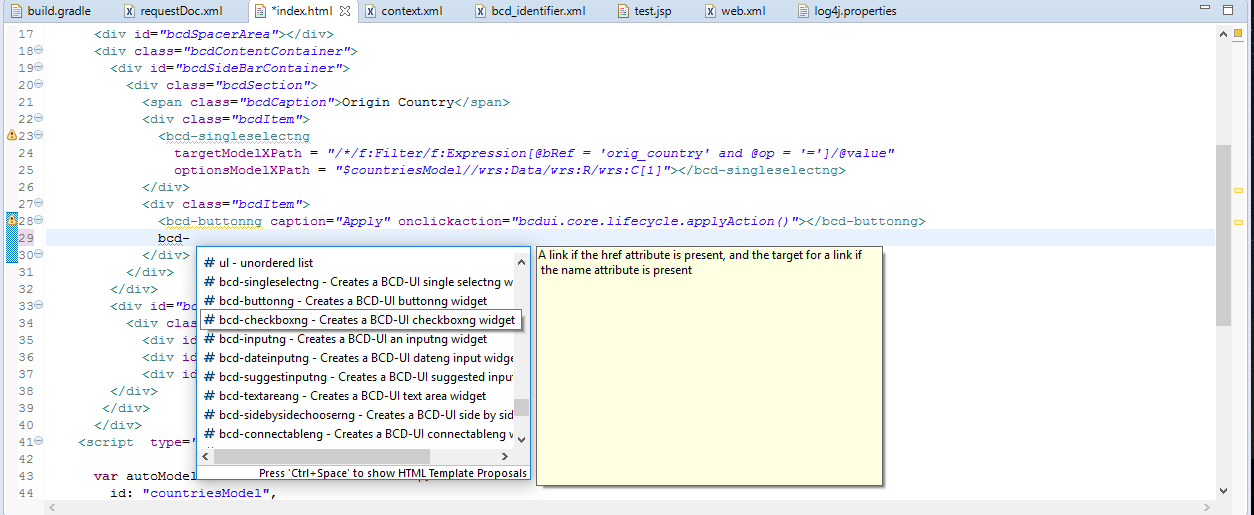 build.gradle requestDoc.xml *index.html context.xml bcd_identifier.xml test.jsp web.xml log4j.properties
17 <div id="bcdSpacerArea"></div>
18 <div class="bcdContentContainer">
19 <div id="bcdSideBarContainer">
20 <div class="bcdSection">
21 <span class="bcdCaption">Origin Country</span>
22 <div class="bcdItem">
23 <bcd-singleselectng
24 targetModelXPath = "/*/f:Filter/f:Expression[@bRef = 'orig_country' and @op = '=']/@value"
25 optionsModelXPath = "$countriesModel//wrs:Data/wrs:R/wrs:C[1]"></bcd-singleselectng>
26 </div>
27 <div class="bcdItem">
28 <bcd-buttonng caption="Apply" onclickaction="bcdui.core.lifecycle.applyAction()"></bcd-buttonng>
29 bcd-
30 </div>
31 </div>
32 </div>
33 <div id="bc
34 <div clas
35 <div id
36 <div id
37 <div id
38 </div>
39 </div>
40 </div>
41 <script type="
42
43 var autoModel
44 id: "countriesModel",
# ul - unordered list
# bcd-singleselectng - Creates a BCD-UI single selectng w
# bcd-buttonng - Creates a BCD-UI buttonng widget
# bcd-checkboxng - Creates a BCD-UI checkboxng widget
# bcd-inputng - Creates a BCD-UI an inputng widget
# bcd-dateinputng - Creates a BCD-UI dateng input widge
# bcd-suggestinputng - Creates a BCD-UI suggested inpu
# bcd-textareang - Creates a BCD-UI text area widget
# bcd-sidebysidechooserng - Creates a BCD-UI side by sid
# bcd-connectableng - Creates a BCD-UI connectableng w
Press 'Ctrl+Space' to show HTML Template Proposals
A link if the href attribute is present, and the target for a link if
the name attribute is present